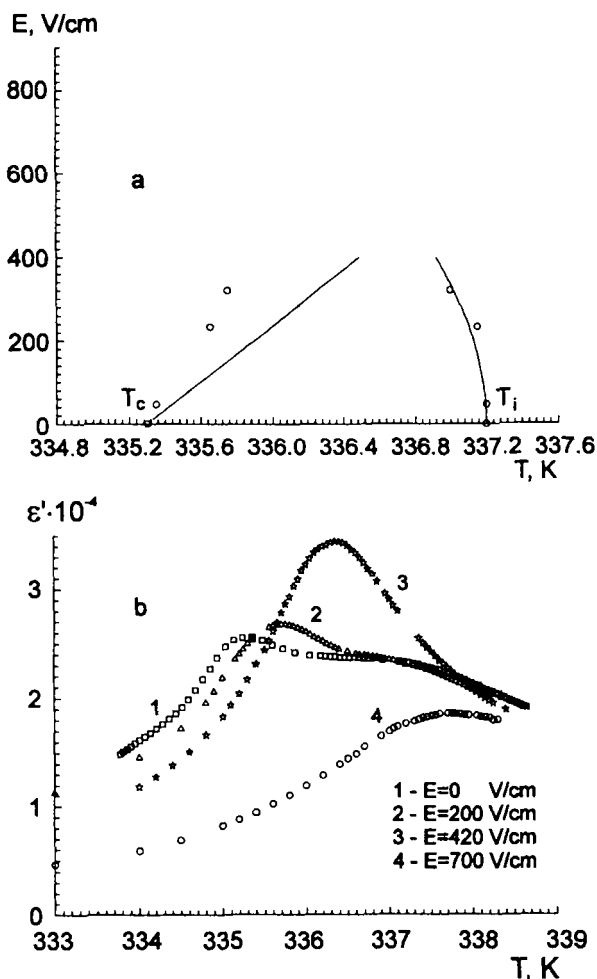 E, V/cm
800
600
a
400
200
T_c
T_i
0
334.8 335.2 335.6 336.0 336.4 336.8 337.2 337.6
T, K
ε'·10⁻⁴
3
b
3
2
2
1
4
1
1 - E=0 V/cm
2 - E=200 V/cm
3 - E=420 V/cm
4 - E=700 V/cm
0
333 334 335 336 337 338 339
T, K